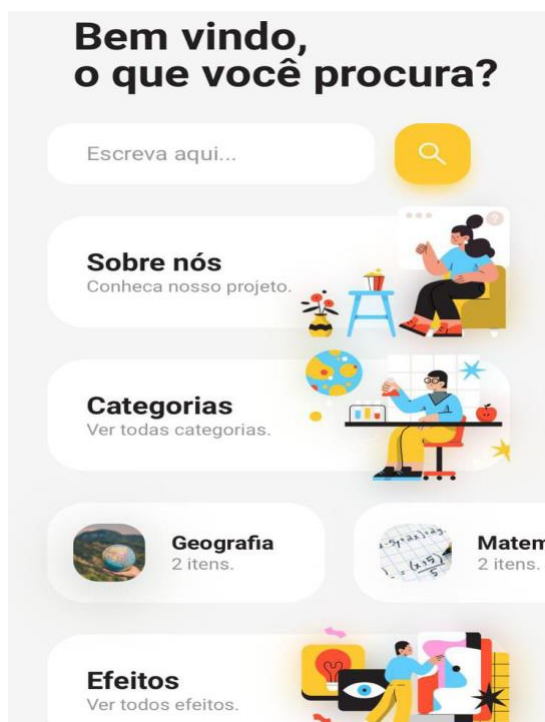 Bem vindo,
o que você procura?
Escreva aqui...
Sobre nós
Conheca nosso projeto.
Categorias
Ver todas categorias.
Geografia
2 itens.
Matem
2 itens.
Efeitos
Ver todos efeitos.